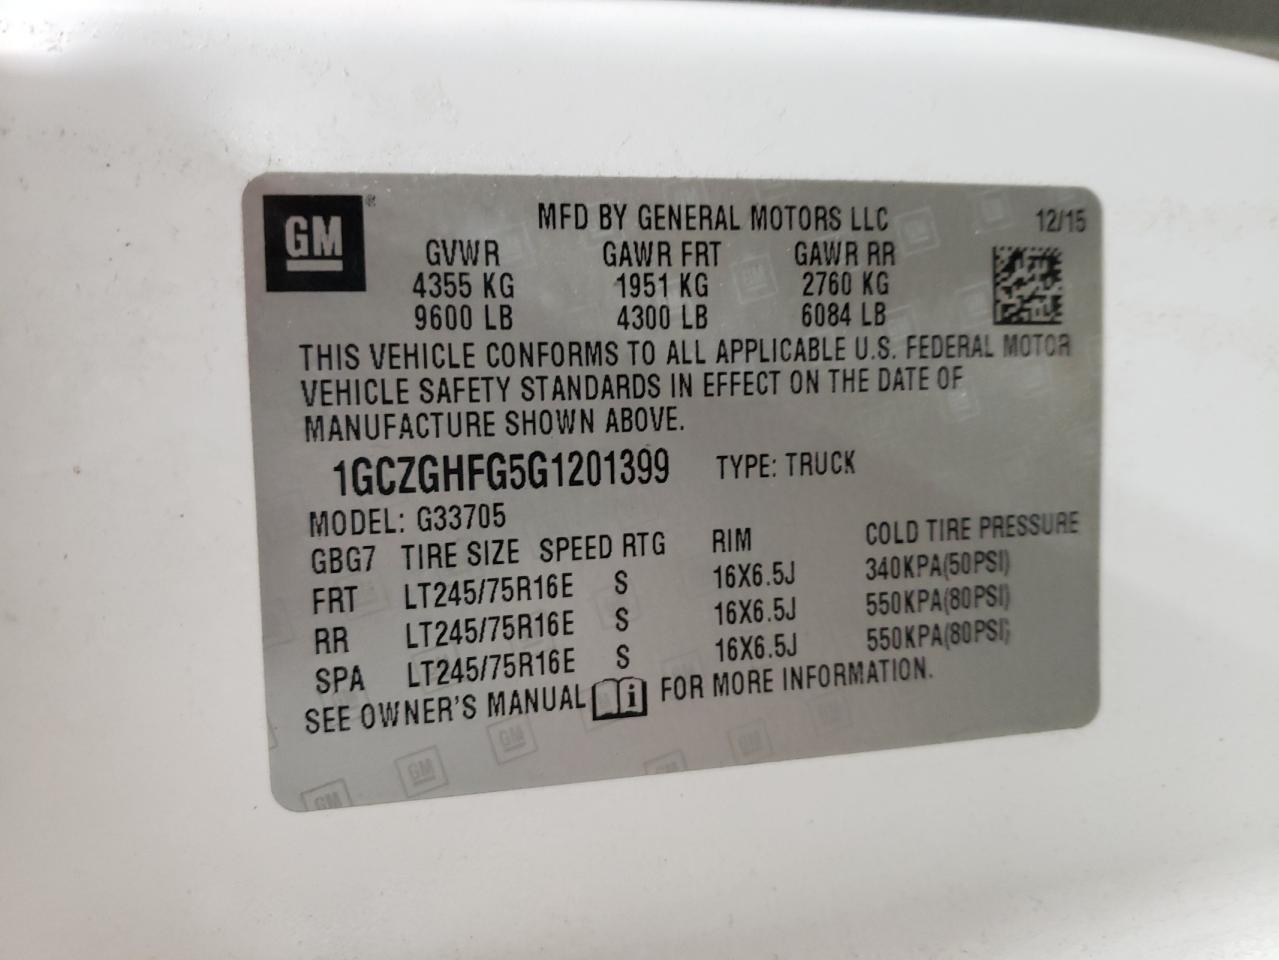 GM ®
MFD BY GENERAL MOTORS LLC 12/15
GVWR GAWR FRT GAWR RR
4355 KG 1951 KG 2760 KG
9600 LB 4300 LB 6084 LB
THIS VEHICLE CONFORMS TO ALL APPLICABLE U.S. FEDERAL MOTOR
VEHICLE SAFETY STANDARDS IN EFFECT ON THE DATE OF
MANUFACTURE SHOWN ABOVE.
1GCZGHFG5G1201399 TYPE: TRUCK
MODEL: G33705
GBG7 TIRE SIZE SPEED RTG RIM COLD TIRE PRESSURE
FRT LT245/75R16E S 16X6.5J 340KPA(50PSI)
RR LT245/75R16E S 16X6.5J 550KPA(80PSI)
SPA LT245/75R16E S 16X6.5J 550KPA(80PSI)
SEE OWNER'S MANUAL i FOR MORE INFORMATION.
GM
GM
GM
GM